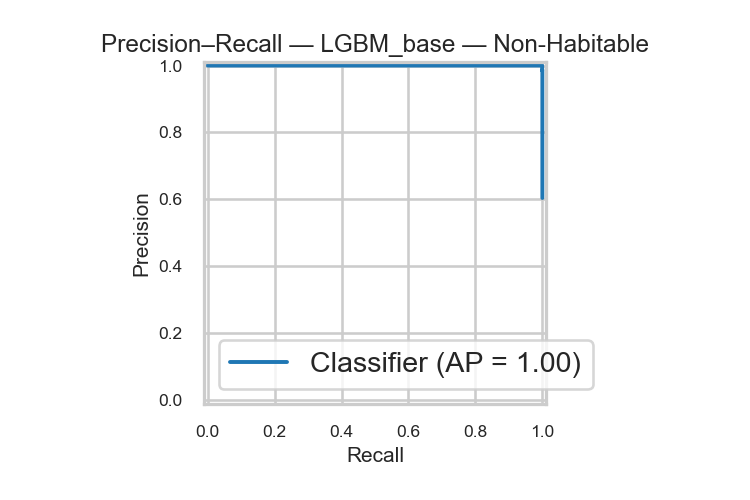 Precision–Recall — LGBM_base — Non-Habitable
1.0
0.8
0.6
0.4
0.2
0.0
Precision
Classifier (AP = 1.00)
0.0 0.2 0.4 0.6 0.8 1.0
Recall